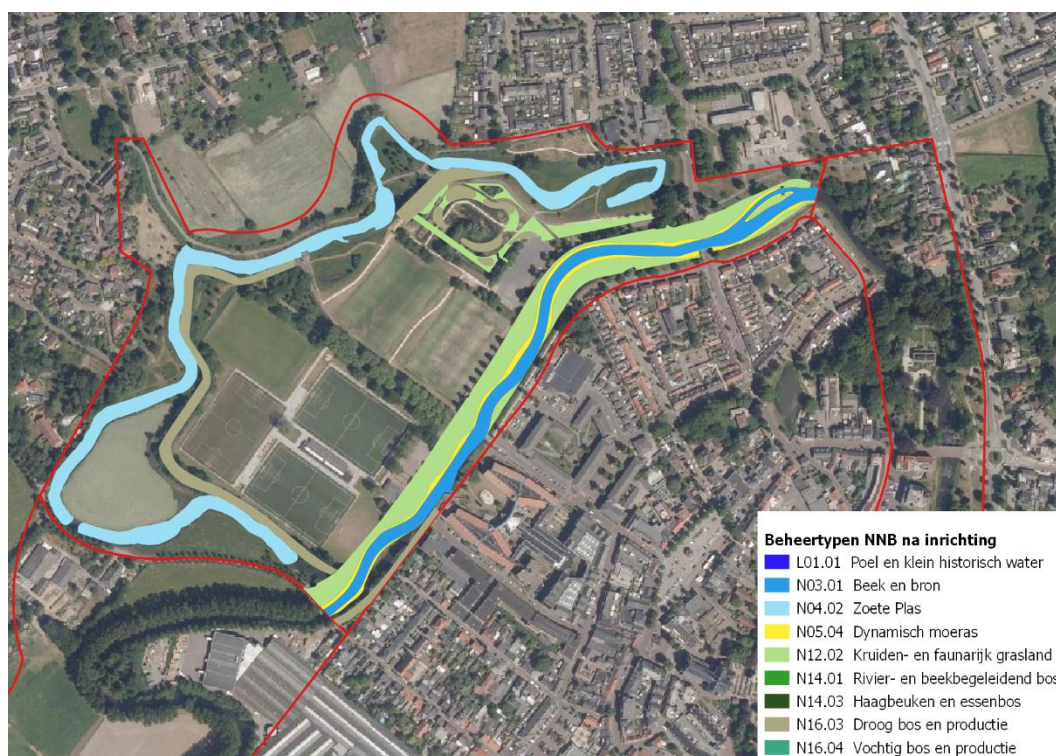 Beheertypen NNB na inrichting
L01.01 Poel en klein historisch water
N03.01 Beek en bron
N04.02 Zoete Plas
N05.04 Dynamisch moeras
N12.02 Kruiden- en faunarijk grasland
N14.01 Rivier- en beekbegeleidend bos
N14.03 Haagbeuken en essenbos
N16.03 Droog bos en productie
N16.04 Vochtig bos en productie